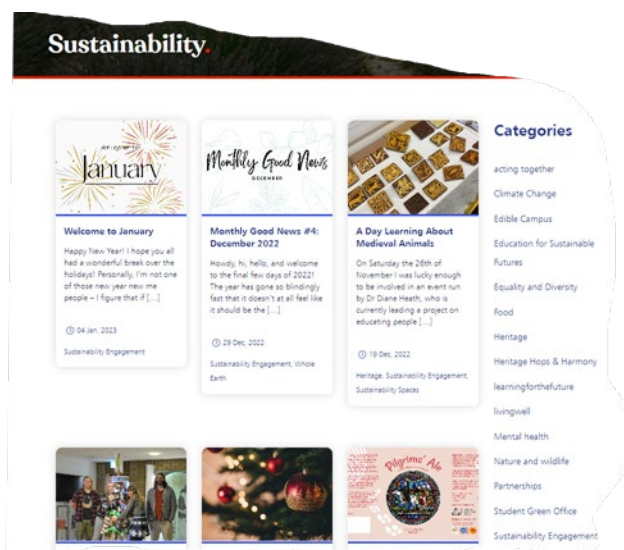 Sustainability.
January
Welcome to January
Happy New Year! I hope you all
had a wonderful break over the
holidays! Personally, I'm not one
of those new year new me
people – I figure that if [...]
04 Jan, 2023
Sustainability Engagement
Monthly Good News
DECEMBER
Monthly Good News #4:
December 2022
Howdy, hi, hello, and welcome
to the final few days of 2022!
The year has gone so blindingly
fast that it doesn't at all feel like
it should be the [...]
29 Dec, 2022
Sustainability Engagement, Whole
Earth
A Day Learning About
Medieval Animals
On Saturday the 26th of
November I was lucky enough
to be involved in an event run
by Dr Diane Heath, who is
currently leading a project on
educating people [...]
19 Dec, 2022
Heritage, Sustainability Engagement,
Sustainability Spaces
Pilgrims' Ale
Categories
acting together
Climate Change
Edible Campus
Education for Sustainable
Futures
Equality and Diversity
Food
Heritage
Heritage Hops & Harmony
learningforthefuture
livingwell
Mental health
Nature and wildlife
Partnerships
Student Green Office
Sustainability Engagement